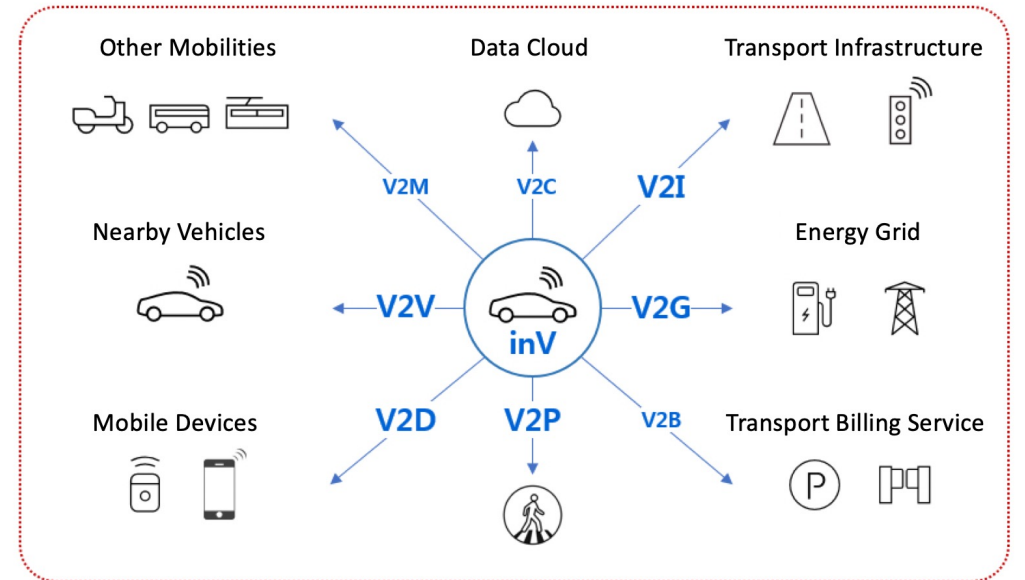 Other Mobilities
Data Cloud
Transport Infrastructure
V2M
V2C
V2I
Nearby Vehicles
Energy Grid
V2V
V2G
inV
Mobile Devices
V2D
V2P
V2B
Transport Billing Service
P